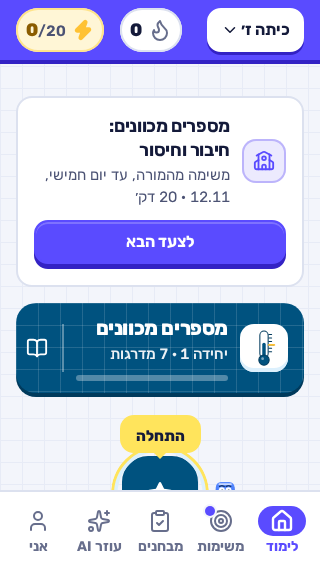 כיתה ז׳
0
0/20
מספרים מכוונים:
חיבור וחיסור
משימה מהמורה, עד יום חמישי,
12.11 • 20 דק׳
לצעד הבא
מספרים מכוונים
יחידה 1 • 7 מדרגות
התחלה
לימוד
משימות
מבחנים
עוזר AI
אני